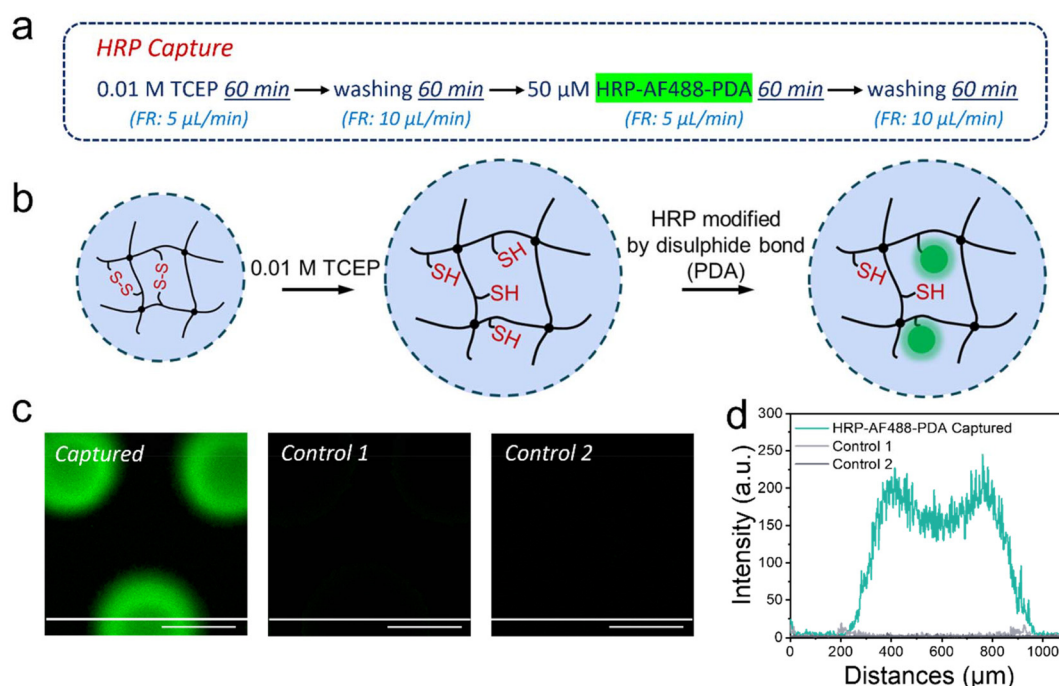 a
HRP Capture
0.01 M TCEP 60 min washing 60 min 50 µM HRP-AF488-PDA 60 min washing 60 min
(FR: 5 µL/min) (FR: 10 µL/min) (FR: 5 µL/min) (FR: 10 µL/min)
b
S-S
S-S
0.01 M TCEP
SH
SH
SH
SH
HRP modified
by disulphide bond
(PDA)
SH
SH
c
Captured
Control 1
Control 2
d
300
250
200
150
100
50
0
Intensity (a.u.)
HRP-AF488-PDA Captured
Control 1
Control 2
0 200 400 600 800 1000
Distances (µm)